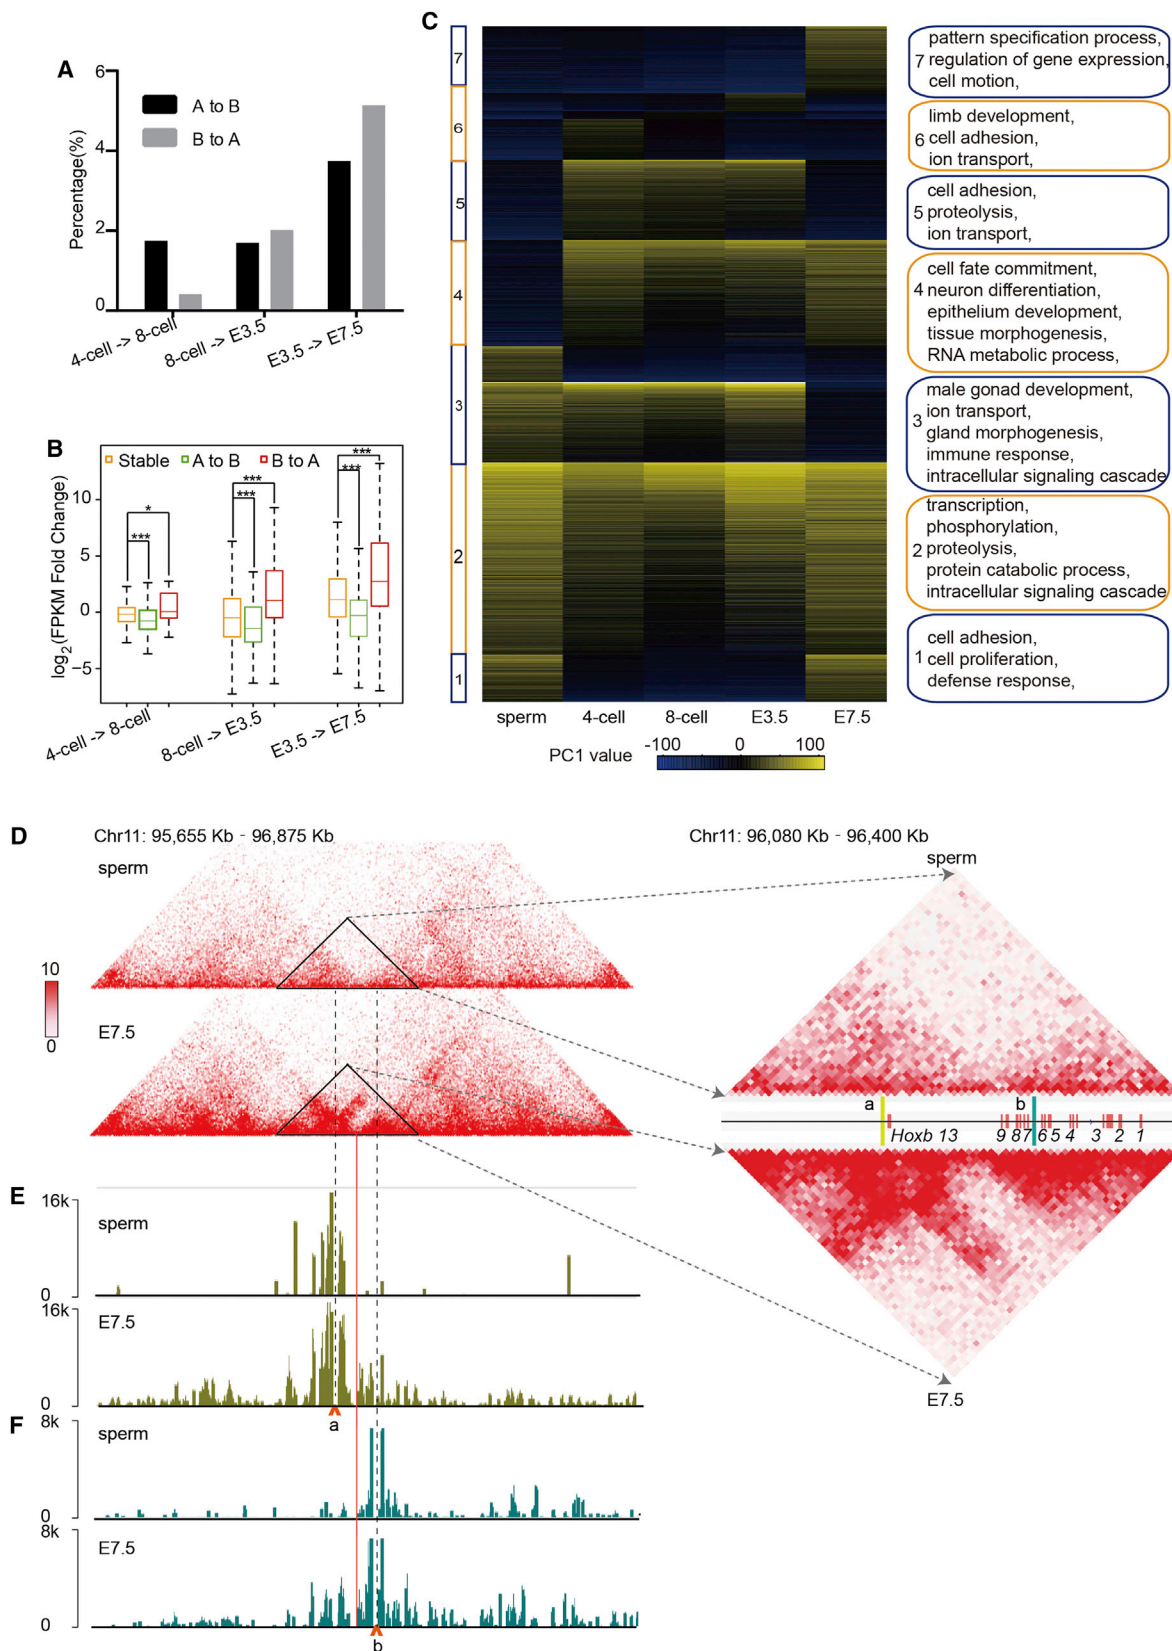 A
6
4
2
0
Percentage(%)
A to B
B to A
4-cell -> 8-cell
8-cell -> E3.5
E3.5 -> E7.5
B
Stable A to B B to A
10
5
0
−5
log2(FPKM Fold Change)
* *** *** *** *** ***
4-cell -> 8-cell
8-cell -> E3.5
E3.5 -> E7.5
C
7
6
5
4
3
2
1
sperm 4-cell 8-cell E3.5 E7.5
PC1 value
-100 0 100
pattern specification process,
7 regulation of gene expression,
cell motion,
limb development,
6 cell adhesion,
ion transport,
cell adhesion,
5 proteolysis,
ion transport,
cell fate commitment,
4 neuron differentiation,
epithelium development,
tissue morphogenesis,
RNA metabolic process,
male gonad development,
3 ion transport,
gland morphogenesis,
immune response,
intracellular signaling cascade
transcription,
phosphorylation,
2 proteolysis,
protein catabolic process,
intracellular signaling cascade
cell adhesion,
1 cell proliferation,
defense response,
D
Chr11: 95,655 Kb - 96,875 Kb
sperm
10
0
E7.5
Chr11: 96,080 Kb - 96,400 Kb
sperm
a b
Hoxb 13 9 8 7 6 5 4 3 2 1
E7.5
E
16k
sperm
0
16k
E7.5
0
a
F
8k
sperm
0
8k
E7.5
0
b